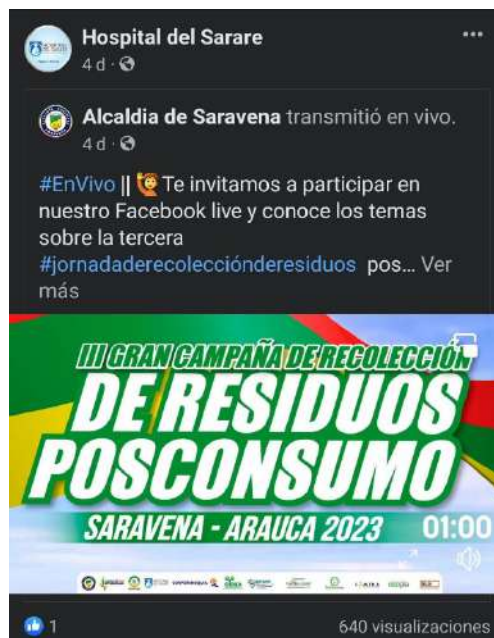 Hospital del Sarare
4 d
Alcaldia de Saravena transmitió en vivo.
4 d
#EnVivo || Te invitamos a participar en
nuestro Facebook live y conoce los temas
sobre la tercera
#jornadaderecolecciónderesiduos pos... Ver
más
III GRAN CAMPAÑA DE RECOLECCIÓN
DE RESIDUOS
POSCONSUMO
SARAVENA - ARAUCA 2023
01:00
1
640 visualizaciones